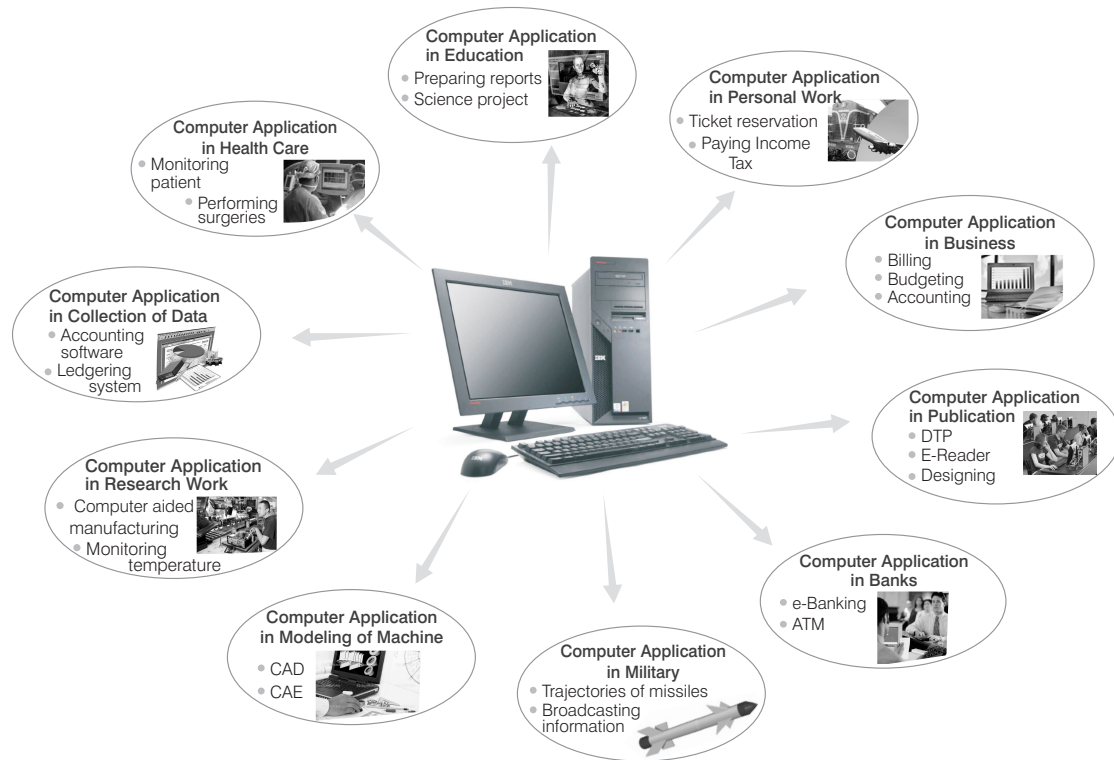 Computer Application
in Education
Preparing reports
Science project
Computer Application
in Personal Work
Ticket reservation
Paying Income
Tax
Computer Application
in Health Care
Monitoring
patient
Performing
surgeries
Computer Application
in Business
Billing
Budgeting
Accounting
Computer Application
in Collection of Data
Accounting
software
Ledgering
system
Computer Application
in Publication
DTP
E-Reader
Designing
Computer Application
in Research Work
Computer aided
manufacturing
Monitoring
temperature
Computer Application
in Banks
e-Banking
ATM
Computer Application
in Modeling of Machine
CAD
CAE
Computer Application
in Military
Trajectories of missiles
Broadcasting
information
IBM
IBM